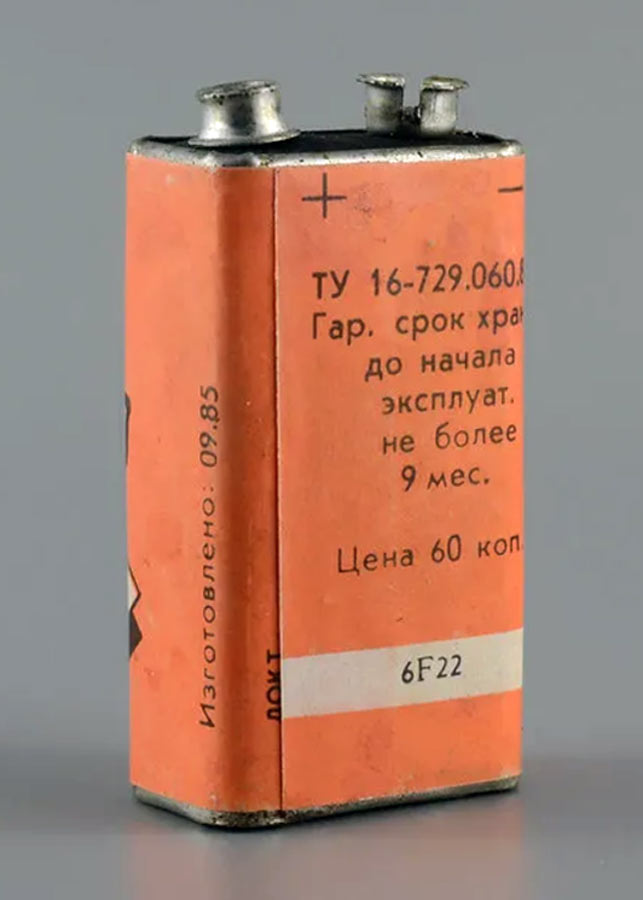 + −
ТУ 16-729.060.8
Гар. срок хран
до начала
эксплуат.
не более
9 мес.
Цена 60 коп.
6F22
Изготовлено: 09.85